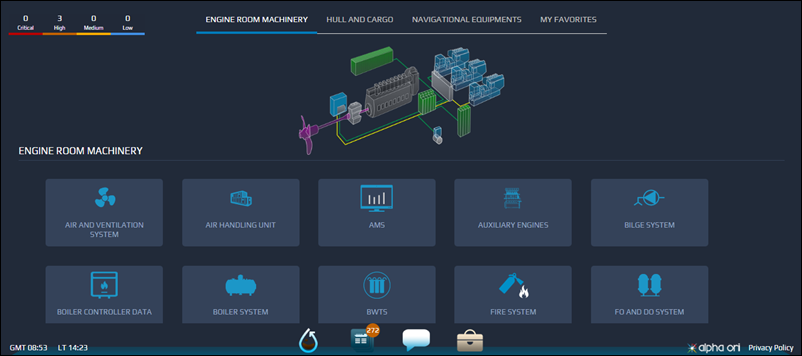 0 3 0 0
Critical High Medium Low
ENGINE ROOM MACHINERY HULL AND CARGO NAVIGATIONAL EQUIPMENTS MY FAVORITES
ENGINE ROOM MACHINERY
AIR AND VENTILATION
SYSTEM
AIR HANDLING UNIT
AMS
AUXILIARY ENGINES
BILGE SYSTEM
BOILER CONTROLLER DATA
BOILER SYSTEM
BWTS
FIRE SYSTEM
FO AND DO SYSTEM
272
GMT 08:53 LT 14:23
alpha ori Privacy Policy